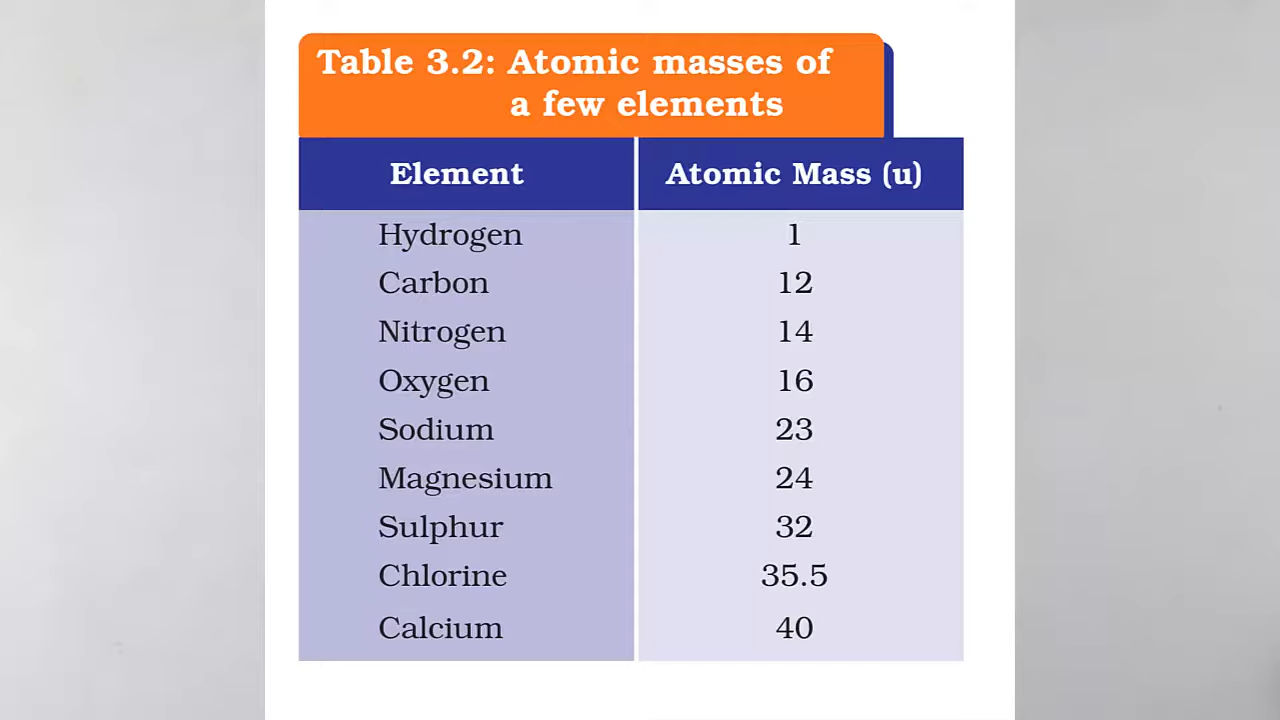 Table 3.2: Atomic masses of
a few elements
Element Atomic Mass (u)
Hydrogen 1
Carbon 12
Nitrogen 14
Oxygen 16
Sodium 23
Magnesium 24
Sulphur 32
Chlorine 35.5
Calcium 40